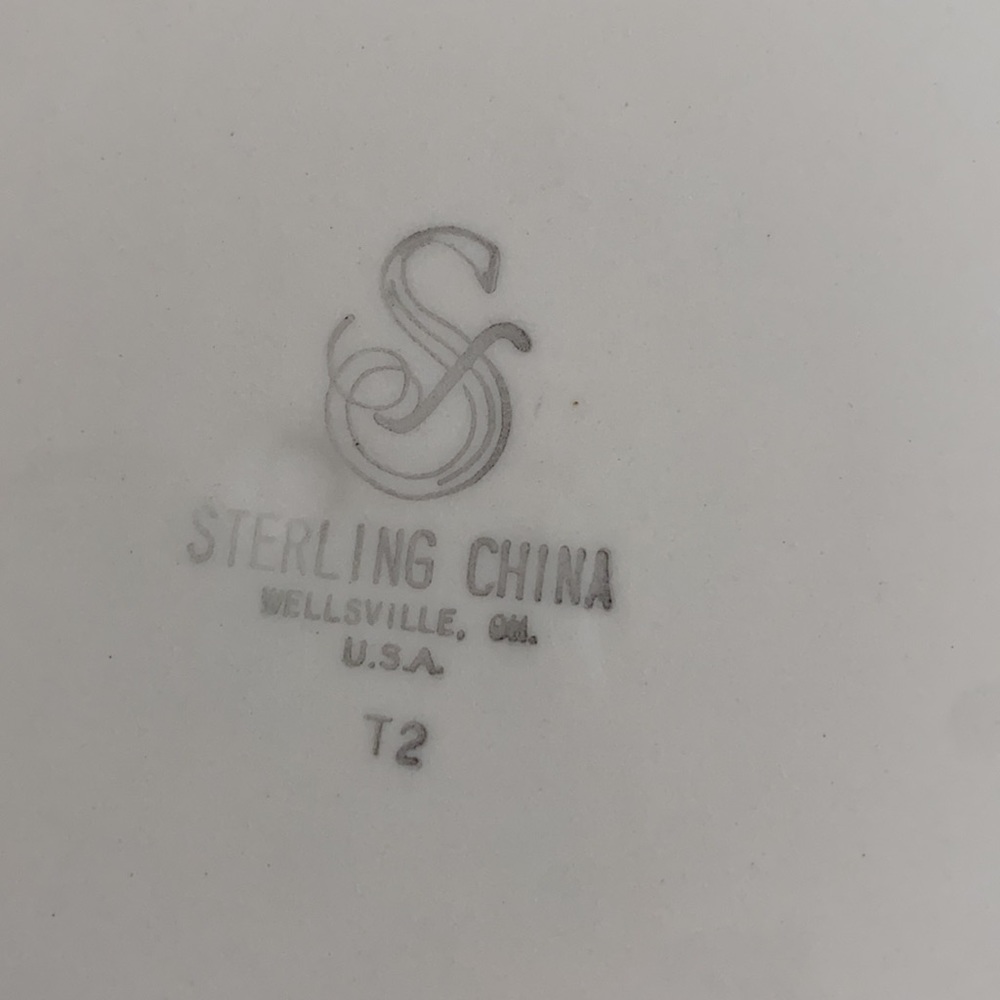 S
STERLING CHINA
WELLSVILLE, OH.
U.S.A.
T2